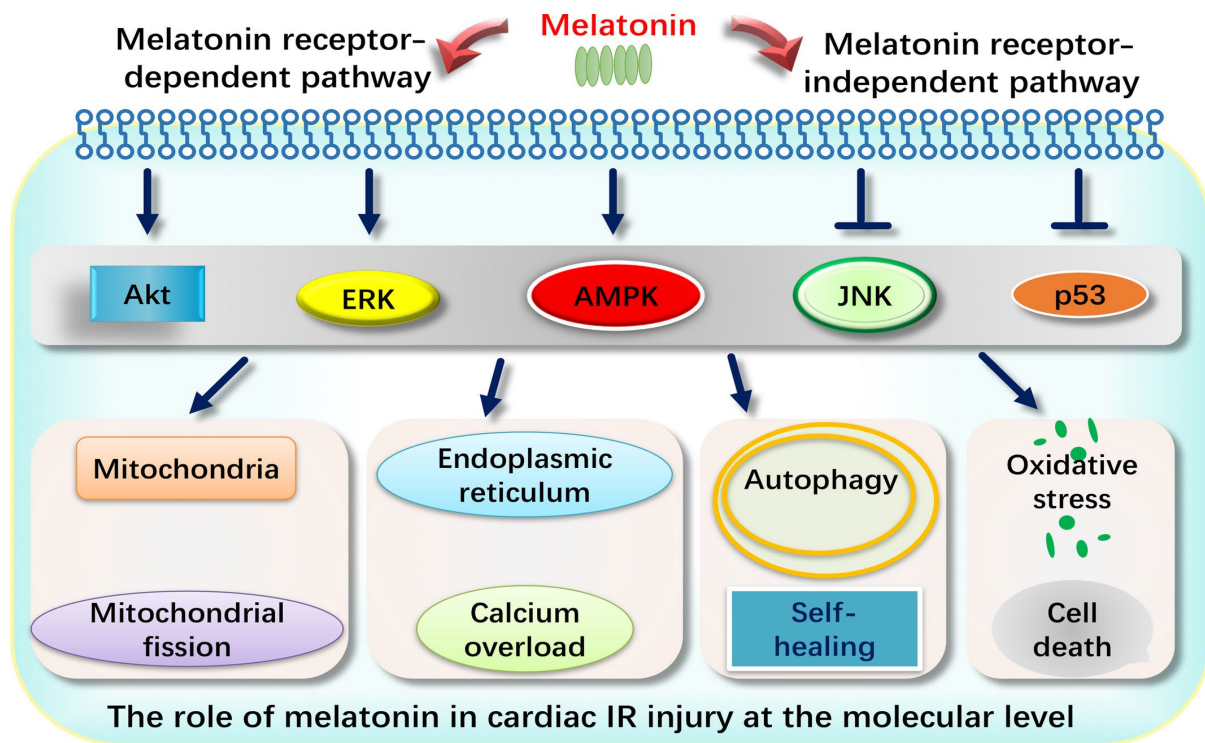 Melatonin
Melatonin receptor–
dependent pathway
Melatonin receptor–
independent pathway
Akt
ERK
AMPK
JNK
p53
Mitochondria
Mitochondrial
fission
Endoplasmic
reticulum
Calcium
overload
Autophagy
Self-
healing
Oxidative
stress
Cell
death
The role of melatonin in cardiac IR injury at the molecular level